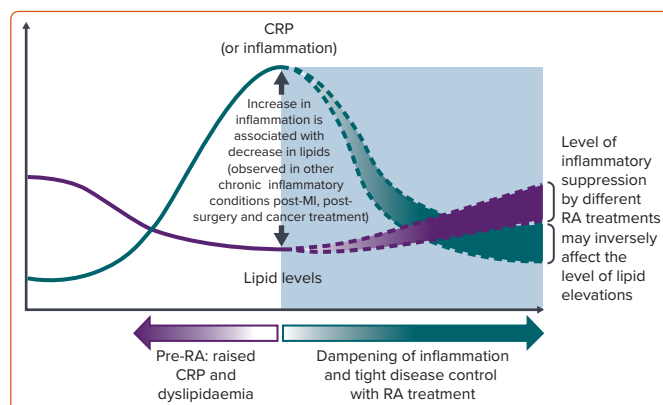 CRP
(or inflammation)
Increase in
inflammation is
associated with
decrease in lipids
(observed in other
chronic inflammatory
conditions post-MI, post-
surgery and cancer treatment)
Lipid levels
Level of
inflammatory
suppression
by different
RA treatments
may inversely
affect the
level of lipid
elevations
Pre-RA: raised
CRP and
dyslipidaemia
Dampening of inflammation
and tight disease control
with RA treatment